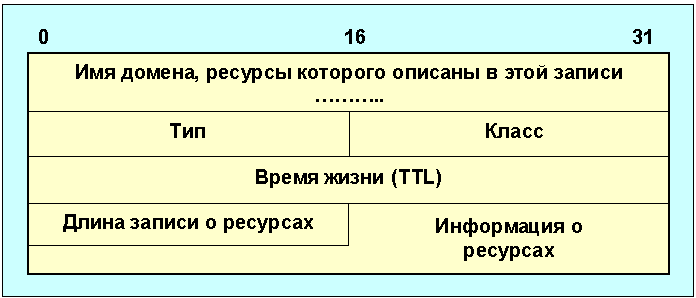 0 16 31
Имя домена, ресурсы которого описаны в этой записи
………..
Тип Класс
Время жизни (TTL)
Длина записи о ресурсах
Информация о
ресурсах